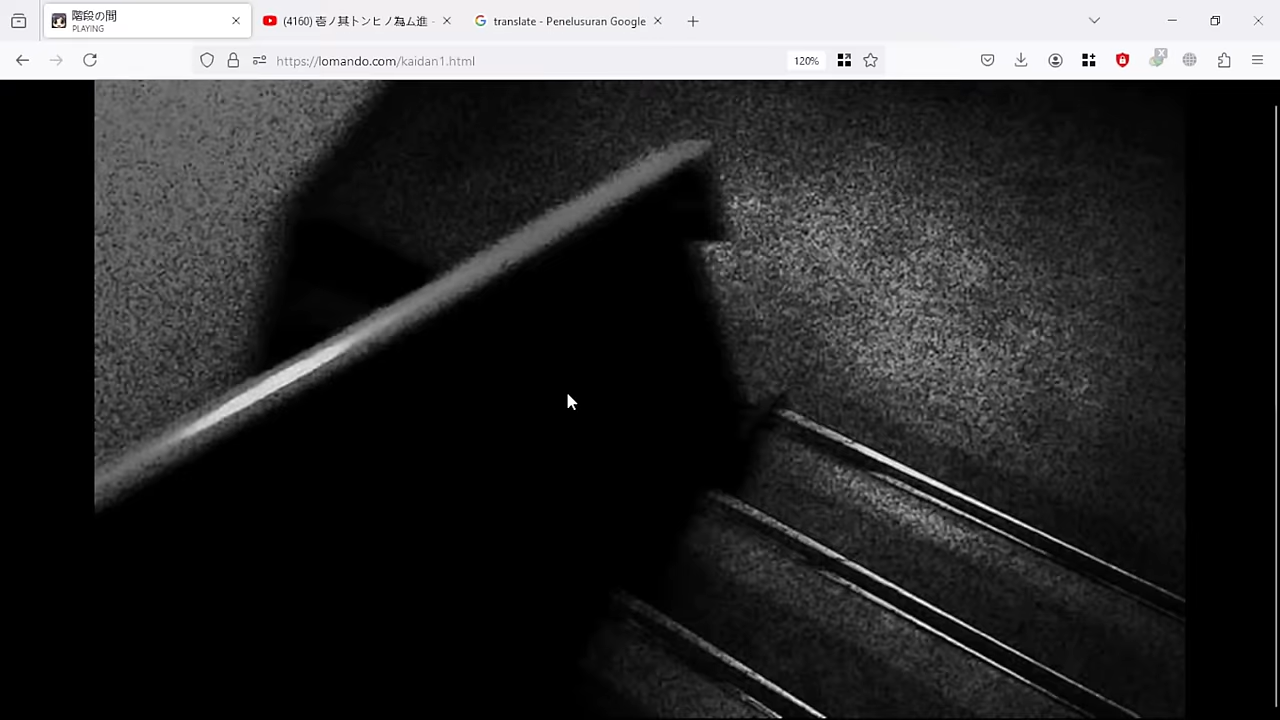 階段の間
PLAYING
(4160) 壱ノ其トンヒノ為ム進 -
translate - Penelusuran Google
https://lomando.com/kaidan1.html
120%